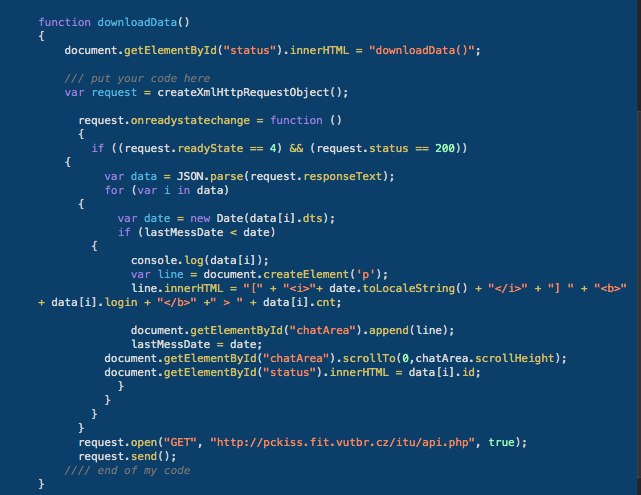 function downloadData()
{
    document.getElementById("status").innerHTML = "downloadData()";

    /// put your code here
    var request = createXmlHttpRequestObject();

      request.onreadystatechange = function ()
      {
        if ((request.readyState == 4) && (request.status == 200))
    {
          var data = JSON.parse(request.responseText);
          for (var i in data)
      {
            var date = new Date(data[i].dts);
            if (lastMessDate < date)
        {
              console.log(data[i]);
              var line = document.createElement('p');
              line.innerHTML = "[" + "<i>"+ date.toLocaleString() + "</i>" + "] " + "<b>"
+ data[i].login + "</b>" +" > " + data[i].cnt;

              document.getElementById("chatArea").append(line);
              lastMessDate = date;
          document.getElementById("chatArea").scrollTo(0,chatArea.scrollHeight);
          document.getElementById("status").innerHTML = data[i].id;
            }
          }
        }
      }
      request.open("GET", "http://pckiss.fit.vutbr.cz/itu/api.php", true);
      request.send();
    //// end of my code
}